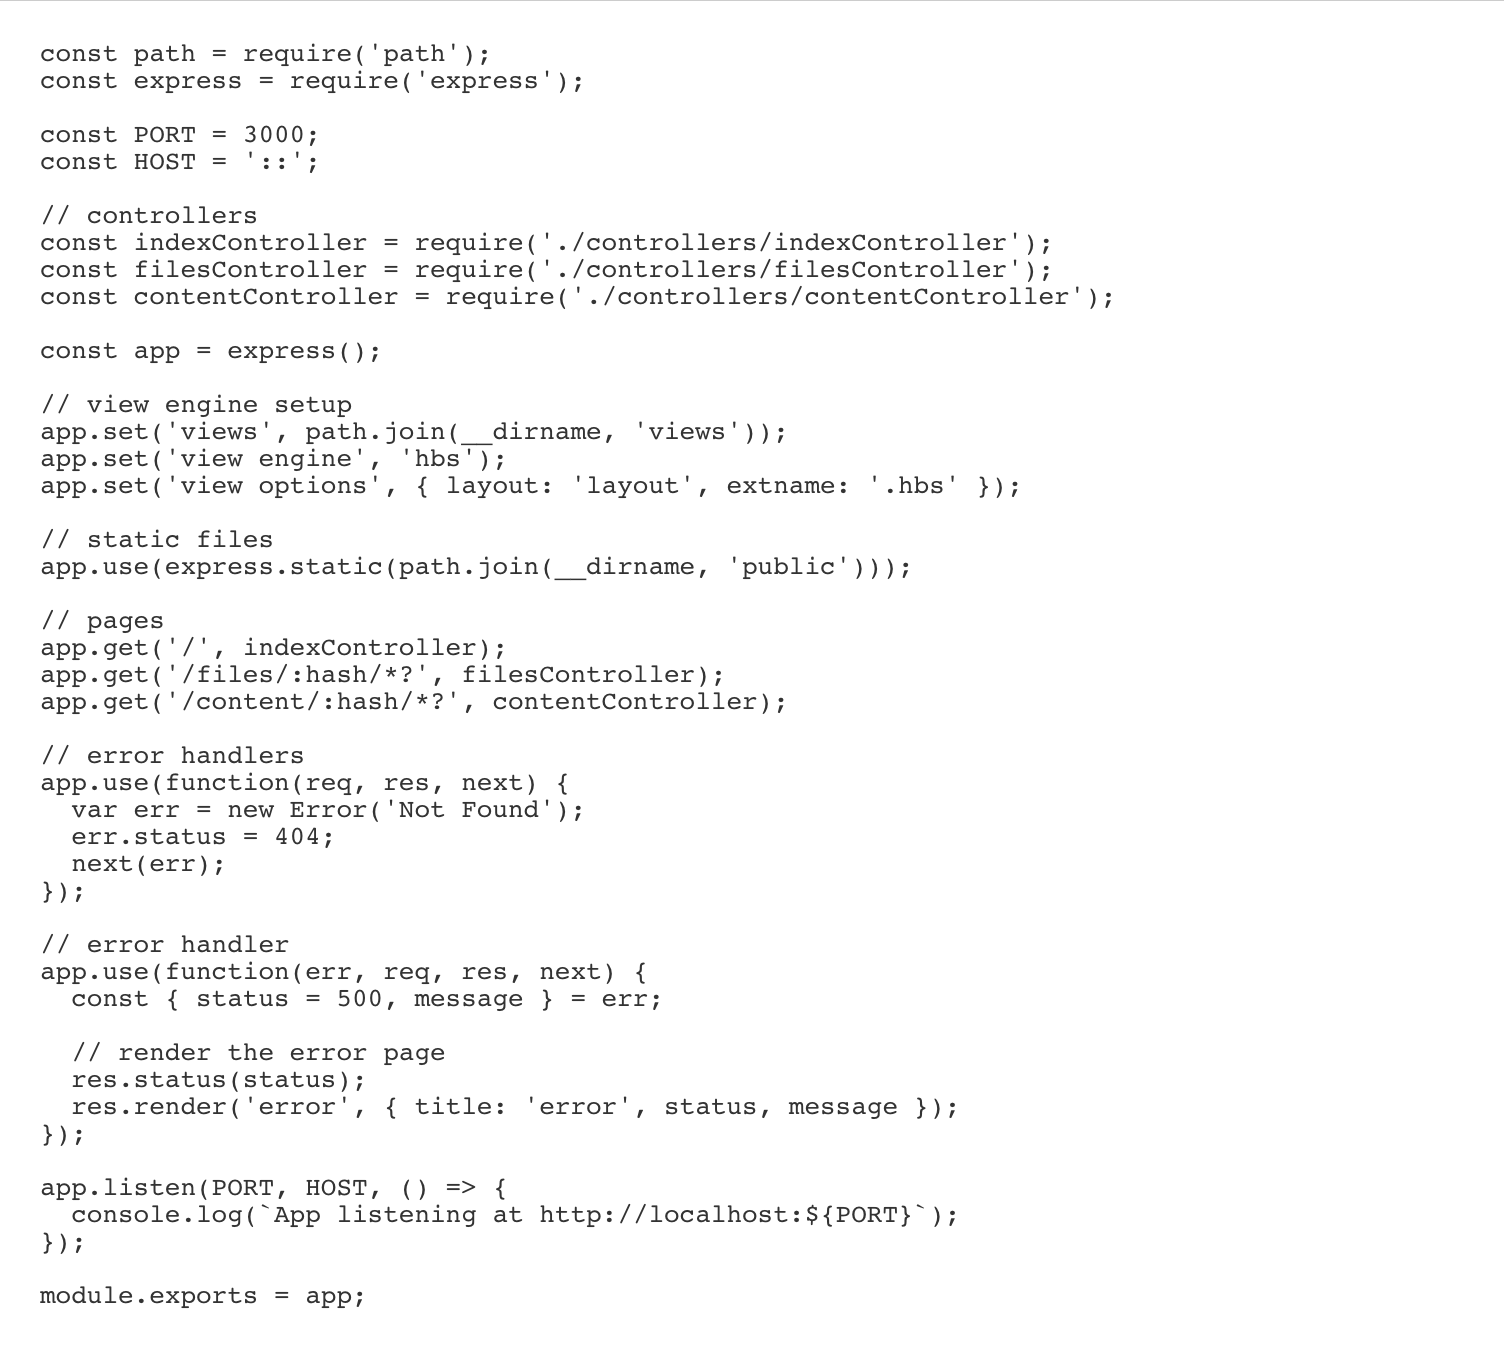 const path = require('path');
const express = require('express');

const PORT = 3000;
const HOST = '::';

// controllers
const indexController = require('./controllers/indexController');
const filesController = require('./controllers/filesController');
const contentController = require('./controllers/contentController');

const app = express();

// view engine setup
app.set('views', path.join(__dirname, 'views'));
app.set('view engine', 'hbs');
app.set('view options', { layout: 'layout', extname: '.hbs' });

// static files
app.use(express.static(path.join(__dirname, 'public')));

// pages
app.get('/', indexController);
app.get('/files/:hash/*?', filesController);
app.get('/content/:hash/*?', contentController);

// error handlers
app.use(function(req, res, next) {
  var err = new Error('Not Found');
  err.status = 404;
  next(err);
});

// error handler
app.use(function(err, req, res, next) {
  const { status = 500, message } = err;

  // render the error page
  res.status(status);
  res.render('error', { title: 'error', status, message });
});

app.listen(PORT, HOST, () => {
  console.log(`App listening at http://localhost:${PORT}`);
});

module.exports = app;